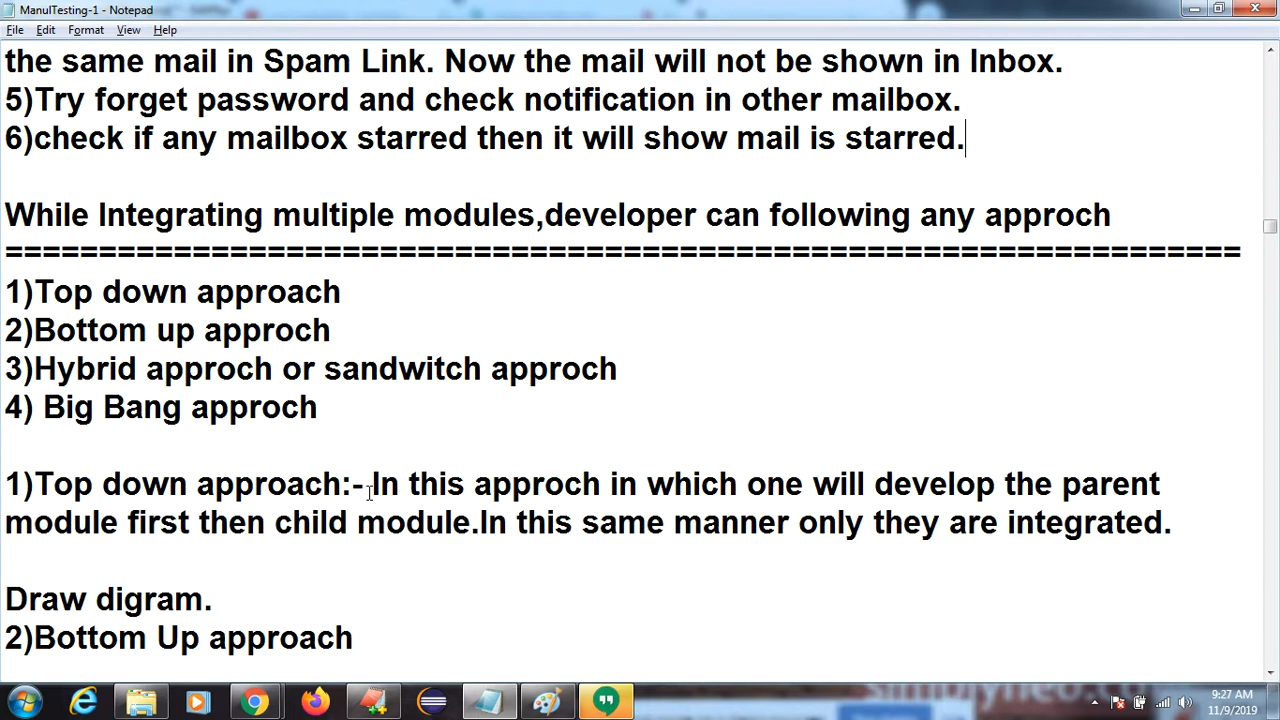 ManulTesting-1 - Notepad
File Edit Format View Help
the same mail in Spam Link. Now the mail will not be shown in Inbox.
5)Try forget password and check notification in other mailbox.
6)check if any mailbox starred then it will show mail is starred.
While Integrating multiple modules,developer can following any approch
==================================================================
1)Top down approach
2)Bottom up approch
3)Hybrid approch or sandwitch approch
4) Big Bang approch
1)Top down approach:- In this approch in which one will develop the parent
module first then child module.In this same manner only they are integrated.
Draw digram.
2)Bottom Up approach
9:27 AM
11/9/2019